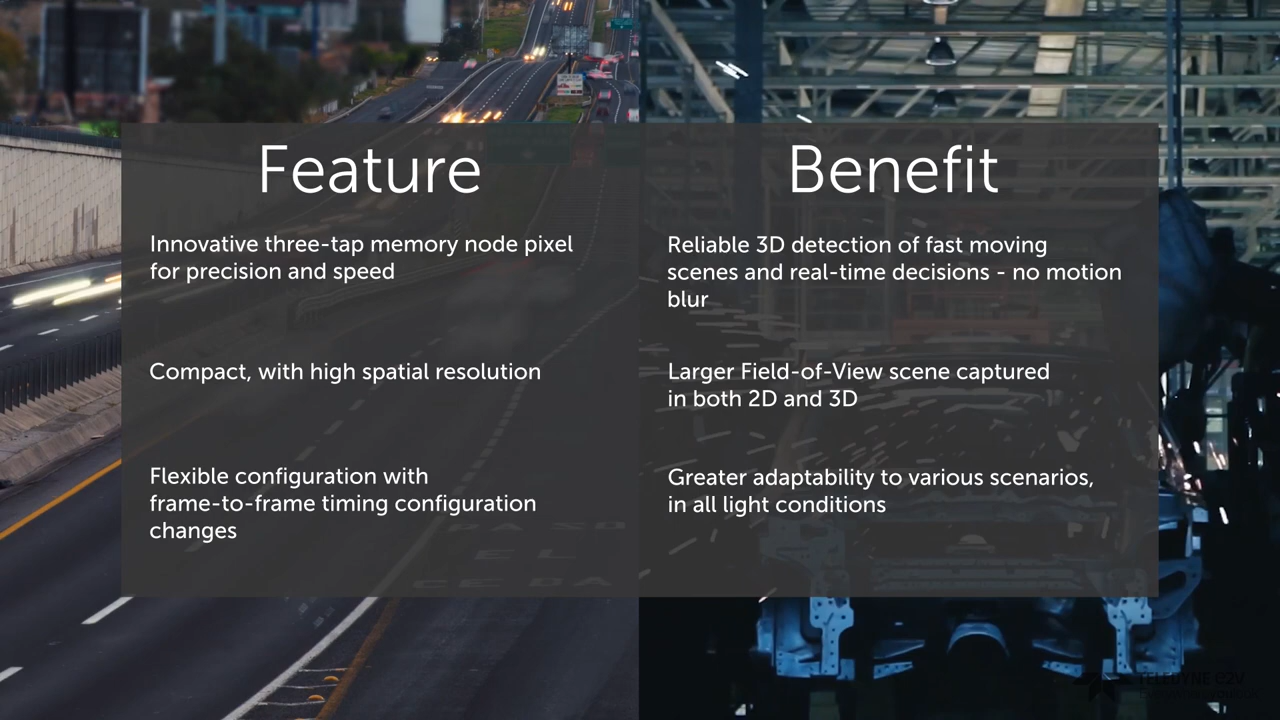 Feature
Benefit
Innovative three-tap memory node pixel
for precision and speed
Reliable 3D detection of fast moving
scenes and real-time decisions - no motion
blur
Compact, with high spatial resolution
Larger Field-of-View scene captured
in both 2D and 3D
Flexible configuration with
frame-to-frame timing configuration
changes
Greater adaptability to various scenarios,
in all light conditions
TELEDYNE e2v